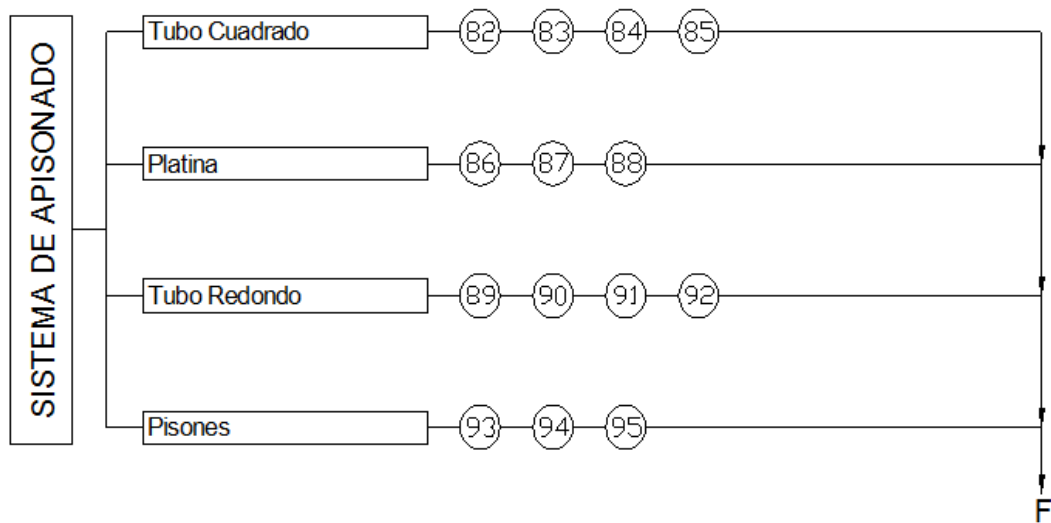 SISTEMA DE APISONADO
Tubo Cuadrado 82 83 84 85
Platina 86 87 88
Tubo Redondo 89 90 91 92
Pisones 93 94 95
F